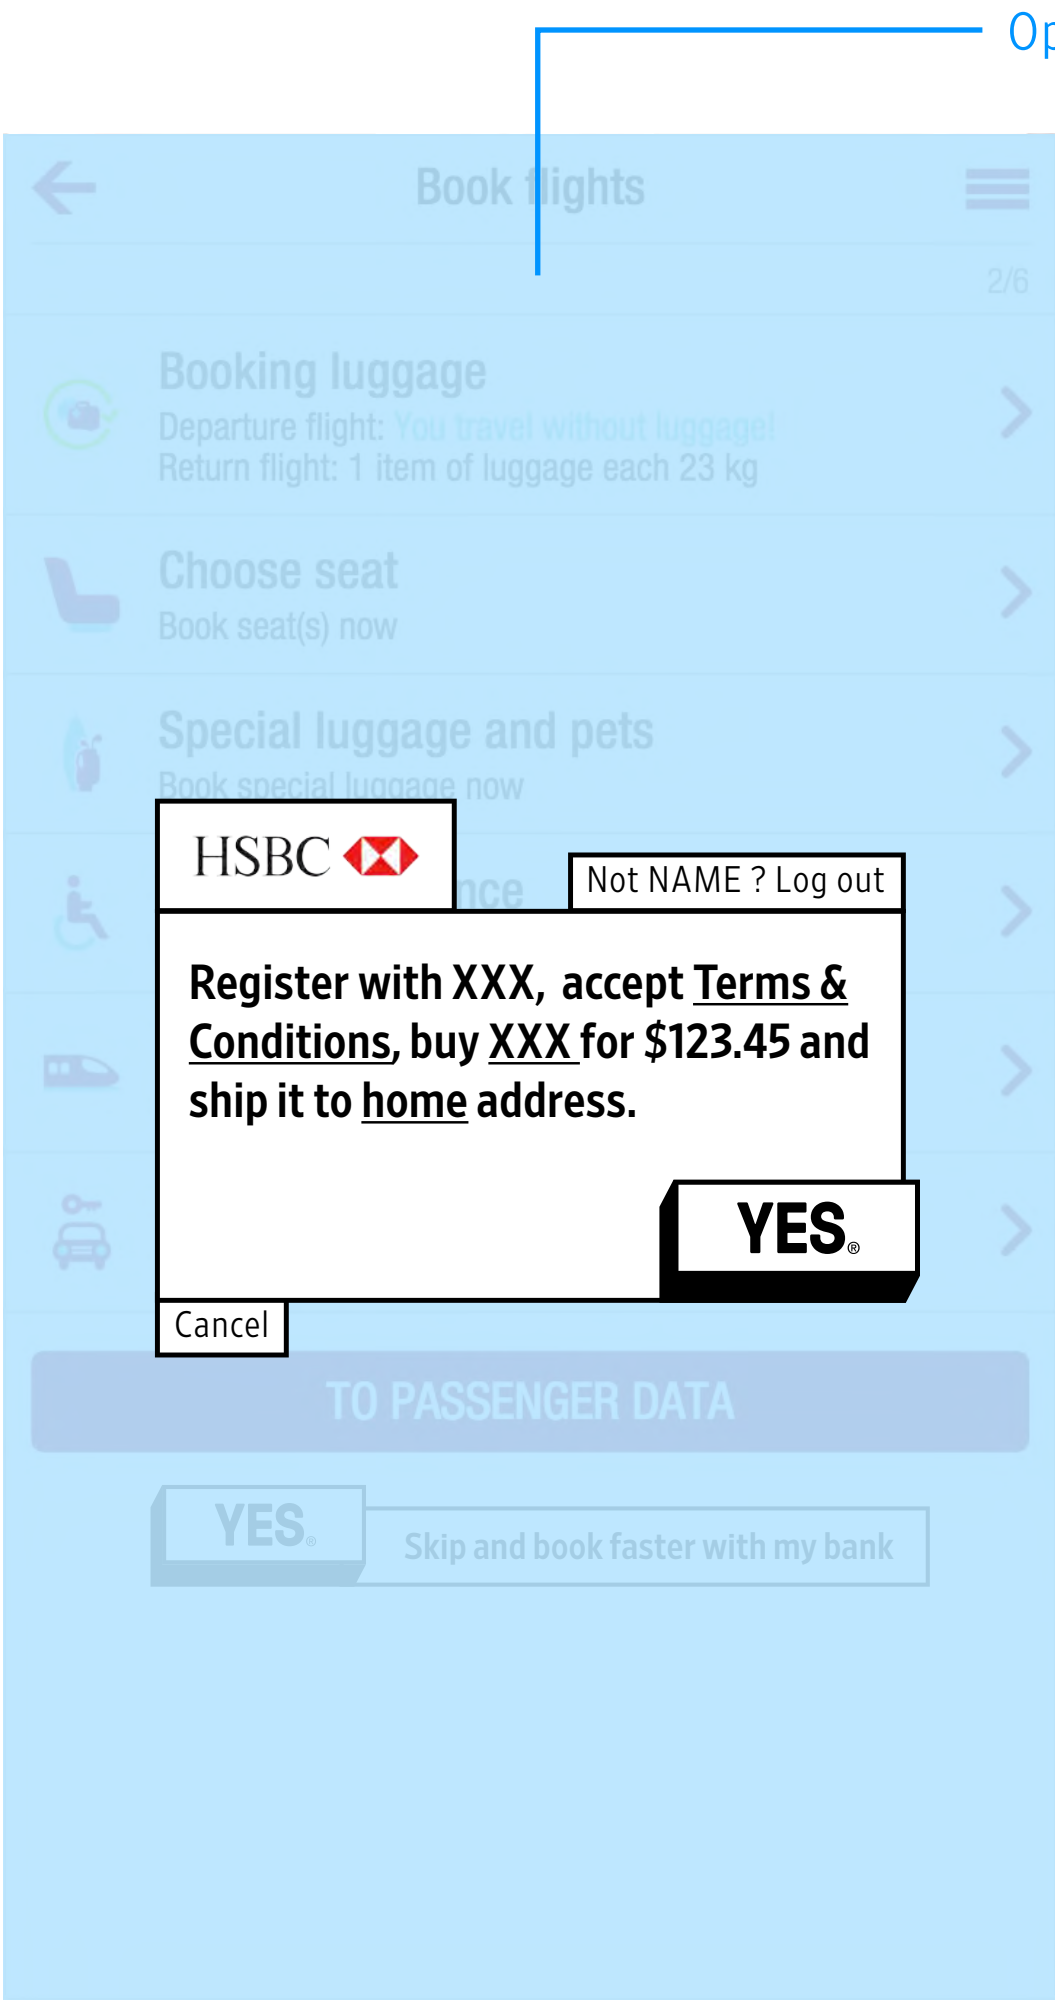 Op
Book flights
2/6
Booking luggage
Departure flight: You travel without luggage!
Return flight: 1 item of luggage each 23 kg
Choose seat
Book seat(s) now
Special luggage and pets
Book special luggage now
HSBC
nce
Not NAME ? Log out
Register with XXX, accept Terms &
Conditions, buy XXX for $123.45 and
ship it to home address.
YES®
Cancel
TO PASSENGER DATA
YES®
Skip and book faster with my bank